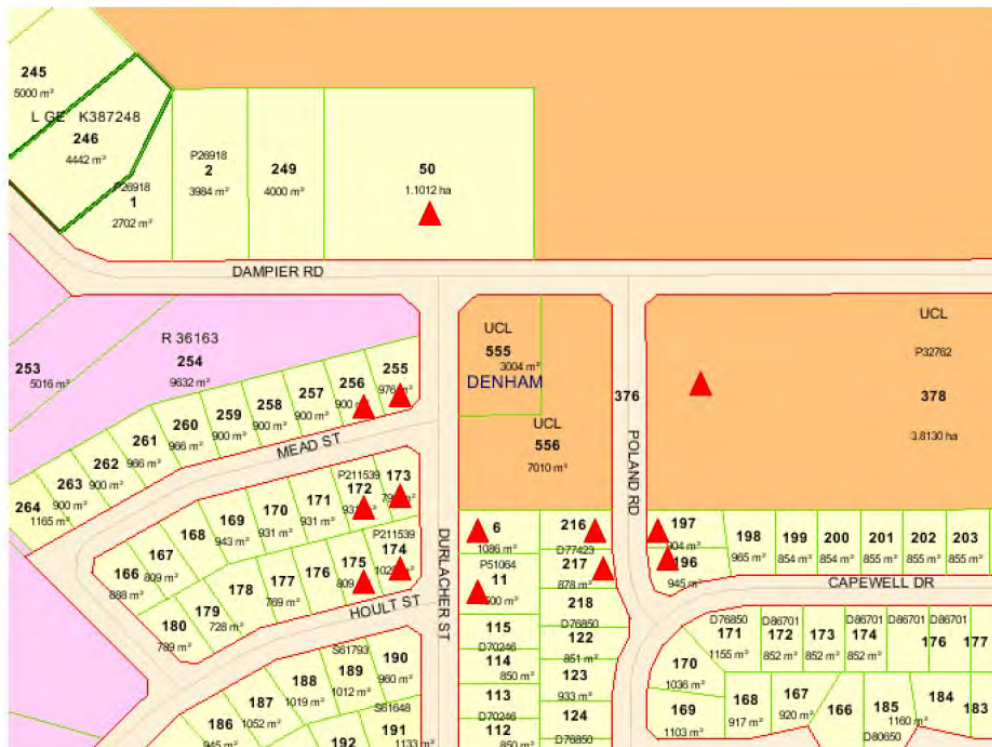 245
5000 m²
L GE K387248
246
4442 m²
P26918
1
2702 m²
P26918
2
3984 m²
249
4000 m²
50
1.1012 ha
DAMPIER RD
R 36163
254
9632 m²
253
5016 m²
255
256
257
900 m²
258
900 m²
259
900 m²
260
966 m²
261
966 m²
262
900 m²
263
900 m²
264
1165 m²
MEAD ST
UCL
555
3004 m²
DENHAM
UCL
556
7010 m²
376
POLAND RD
UCL
P32762
378
3.8130 ha
P211539
173
172
171
931 m²
170
931 m²
169
943 m²
168
167
809 m²
166
888 m²
P211539
174
175
176
177
769 m²
178
179
728 m²
180
789 m²
HOULT ST
DURLACHER ST
6
1086 m²
P51064
11
115
D70246
114
850 m²
113
D70246
112
850 m²
216
D77423
217
878 m²
218
D76850
122
851 m²
123
933 m²
124
D76850
197
196
945 m²
198
965 m²
199
854 m²
200
854 m²
201
855 m²
202
855 m²
203
855 m²
CAPEWELL DR
D76850
171
1155 m²
D86701
172
852 m²
173
852 m²
D86701
174
852 m²
D86701
176
D86701
177
170
1036 m²
169
1103 m²
168
917 m²
167
920 m²
166
185
1160 m²
D80650
184
183
S61793
190
960 m²
189
1012 m²
188
1019 m²
187
1052 m²
186
945 m²
192
S61648
191
1133 m²